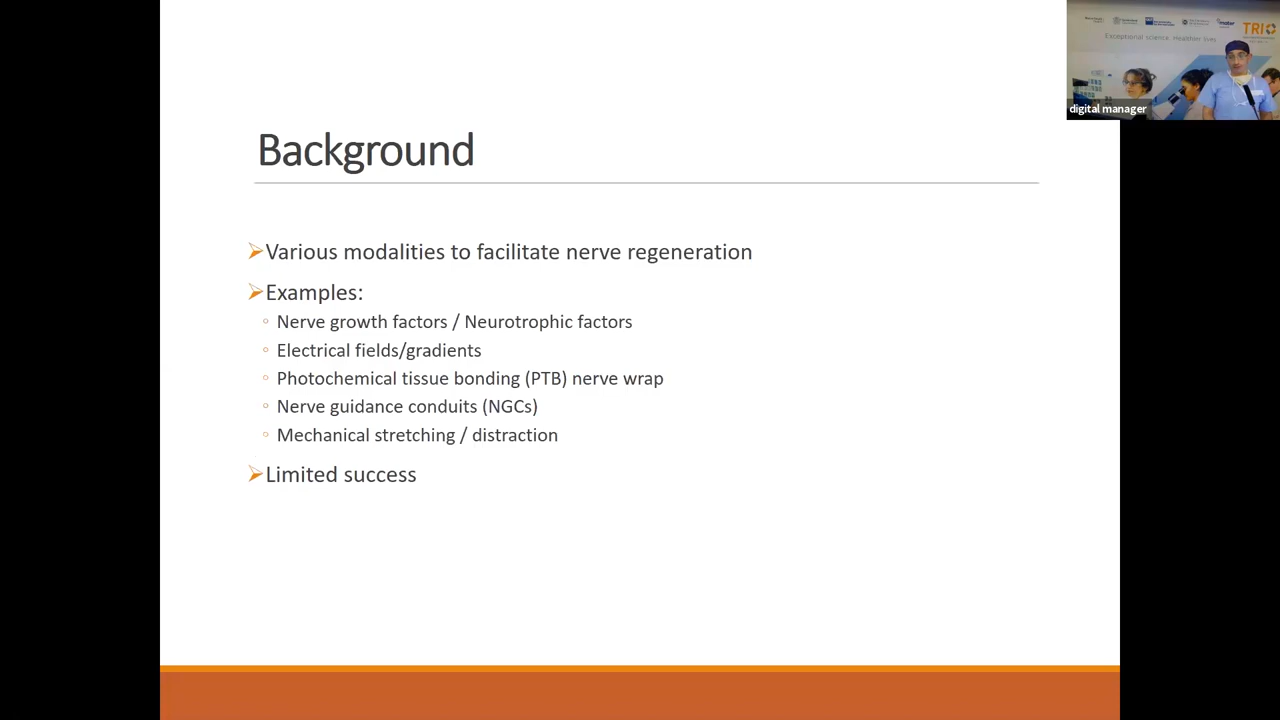 Background
Various modalities to facilitate nerve regeneration
Examples:
Nerve growth factors / Neurotrophic factors
Electrical fields/gradients
Photochemical tissue bonding (PTB) nerve wrap
Nerve guidance conduits (NGCs)
Mechanical stretching / distraction
Limited success
mater
TRI
Exceptional science. Healthier lives
digital manager